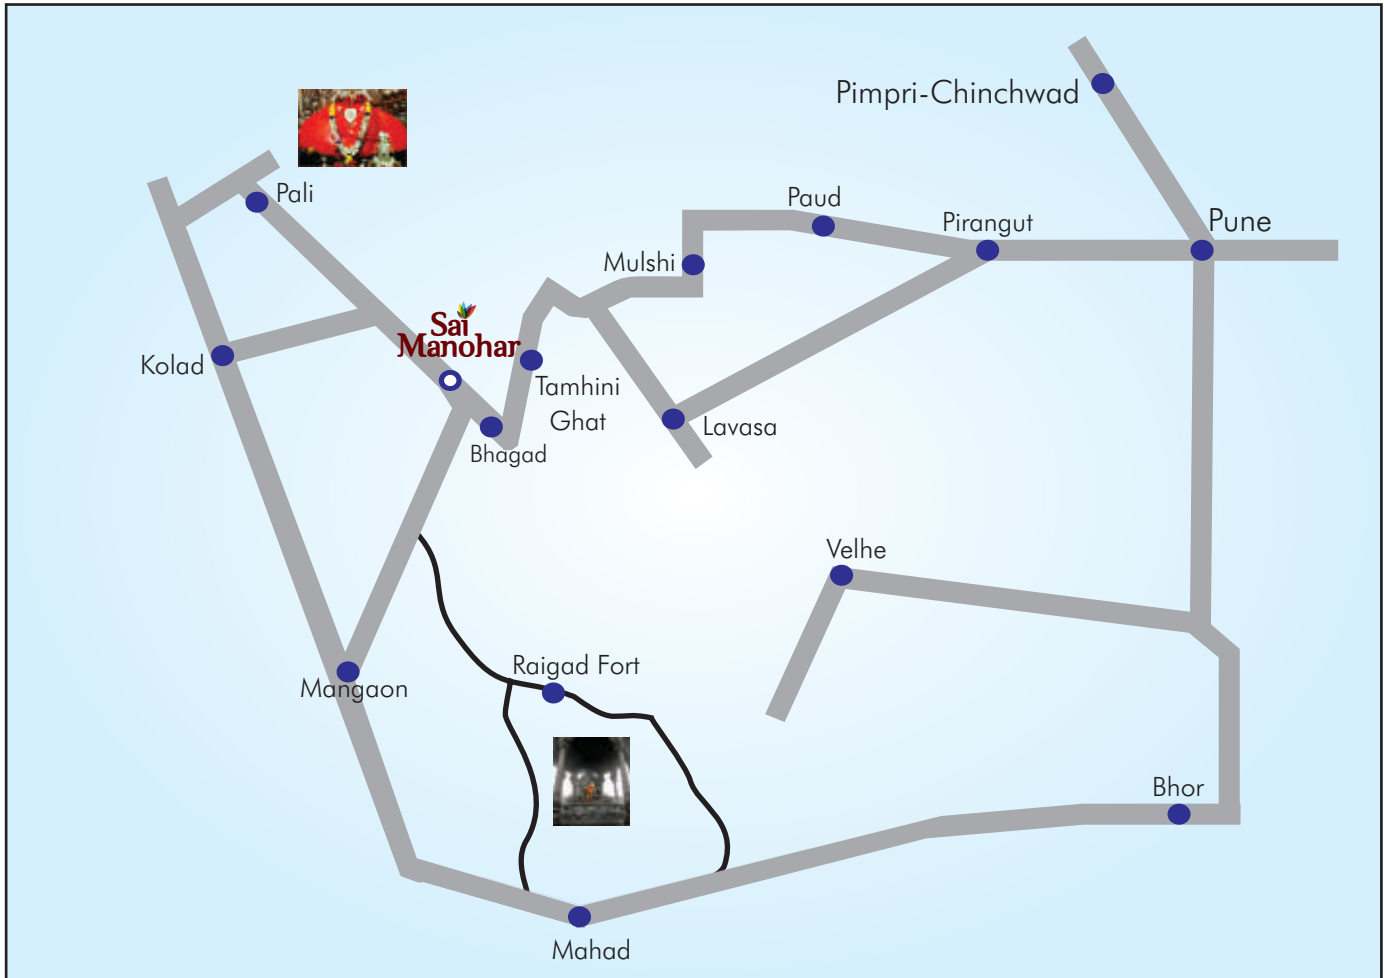 Pimpri-Chinchwad
Pali
Paud
Pirangut
Pune
Mulshi
Sai
Manohar
Kolad
Tamhini
Ghat
Lavasa
Bhagad
Velhe
Raigad Fort
Mangaon
Bhor
Mahad